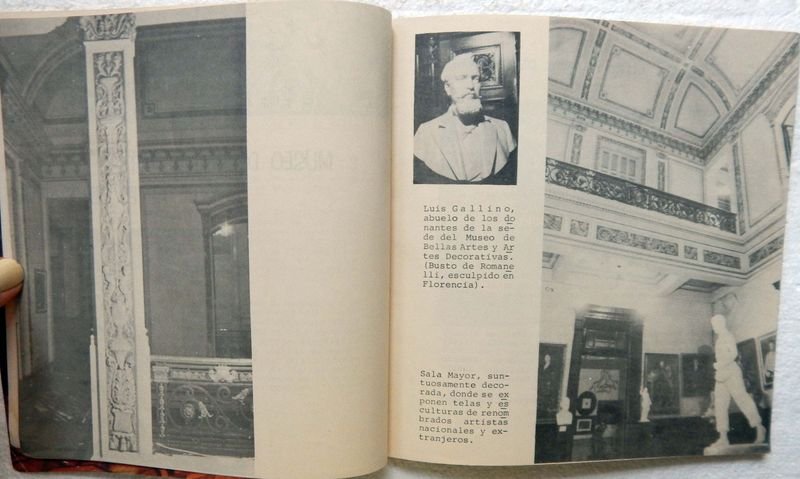 Luis Gallino,
abuelo de los do
nantes de la se-
de del Museo de
Bellas Artes y Ar
tes Decorativas.
(Busto de Romane
lli, esculpido en
Florencia).
Sala Mayor, sun-
tuosamente deco-
rada, donde se ex
ponen telas y es
culturas de renom
brados artistas
nacionales y ex-
tranjeros.